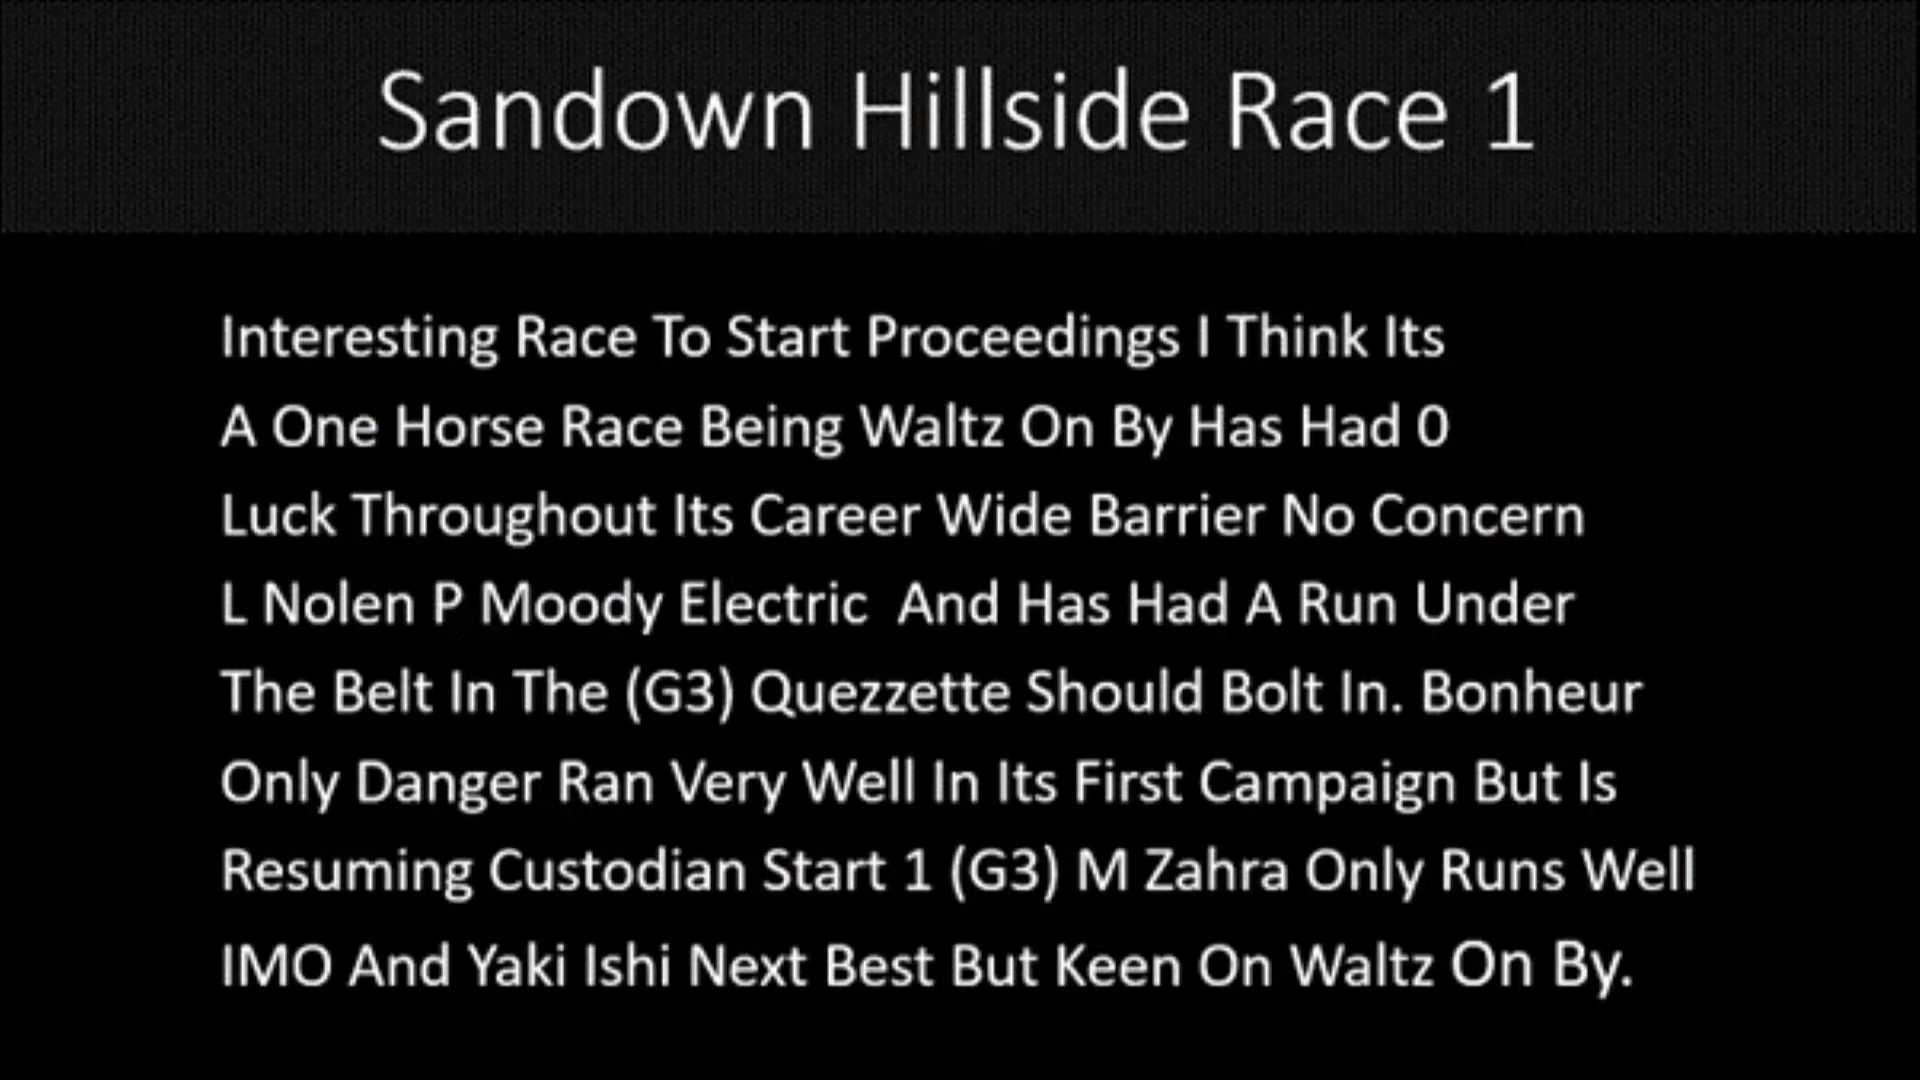 Sandown Hillside Race 1
Interesting Race To Start Proceedings I Think Its
A One Horse Race Being Waltz On By Has Had 0
Luck Throughout Its Career Wide Barrier No Concern
L Nolen P Moody Electric  And Has Had A Run Under
The Belt In The (G3) Quezzette Should Bolt In. Bonheur
Only Danger Ran Very Well In Its First Campaign But Is
Resuming Custodian Start 1 (G3) M Zahra Only Runs Well
IMO And Yaki Ishi Next Best But Keen On Waltz On By.